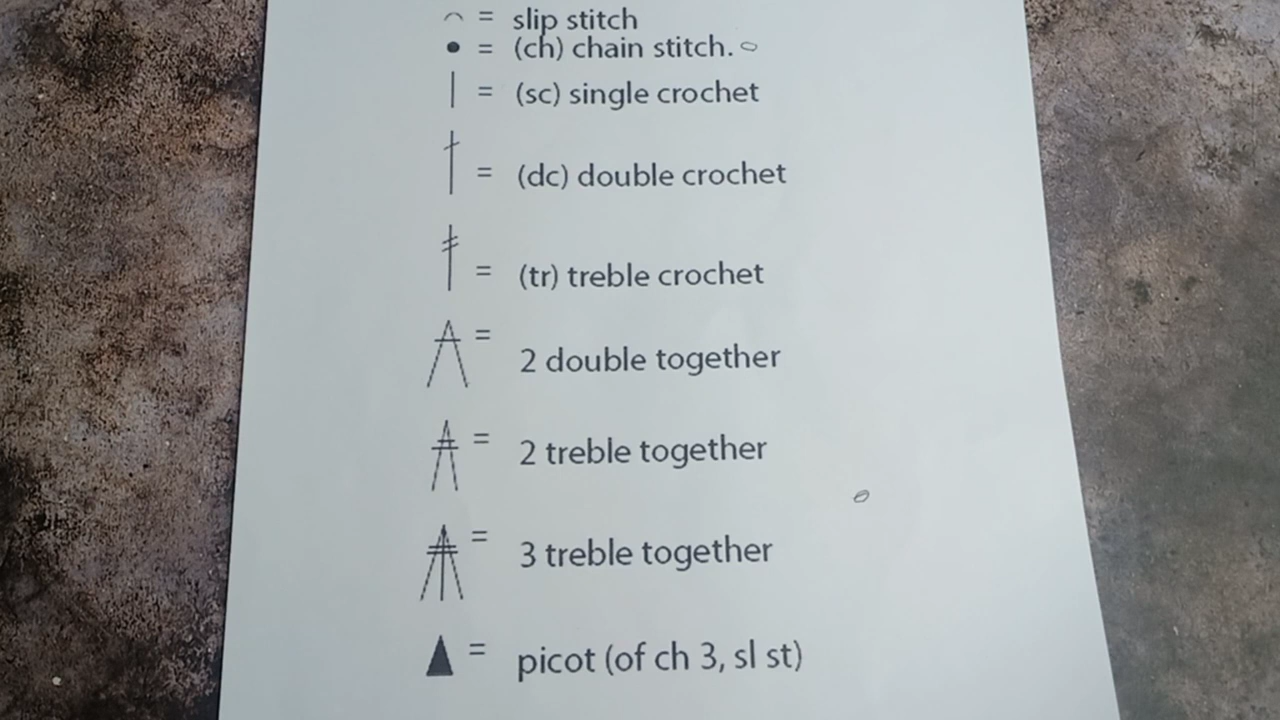 = slip stitch
= (ch) chain stitch.
= (sc) single crochet
= (dc) double crochet
= (tr) treble crochet
= 2 double together
= 2 treble together
= 3 treble together
= picot (of ch 3, sl st)